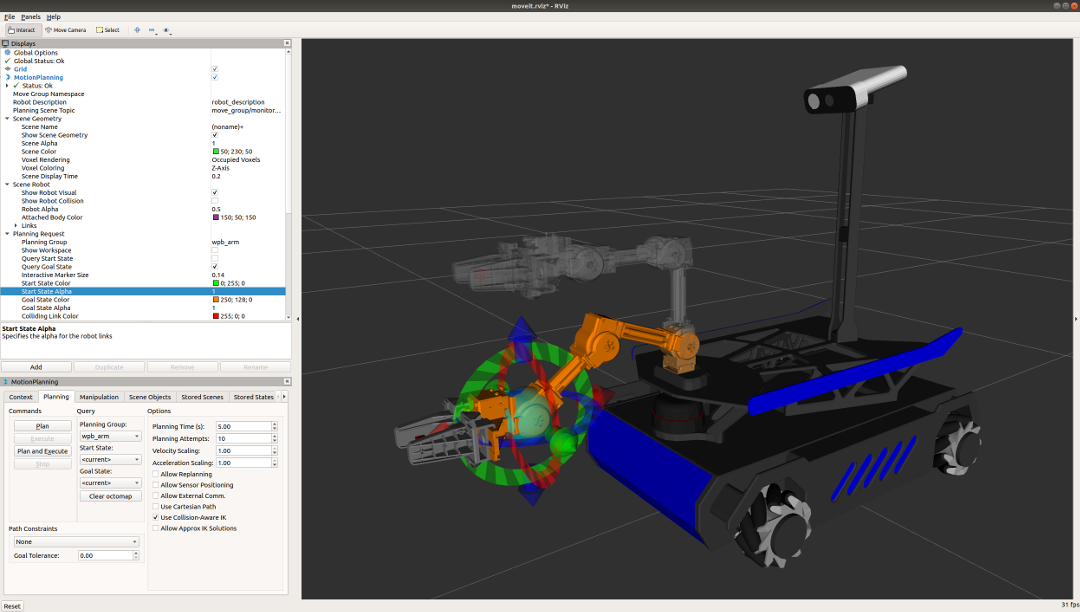 moveit.rviz* - RViz
File Panels Help
Interact Move Camera Select
Displays
Global Options
Global Status: Ok
Grid
MotionPlanning
Status: Ok
Move Group Namespace
Robot Description robot_description
Planning Scene Topic move_group/monitor...
Scene Geometry
Scene Name (noname)+
Show Scene Geometry
Scene Alpha 1
Scene Color 50; 230; 50
Voxel Rendering Occupied Voxels
Voxel Coloring Z-Axis
Scene Display Time 0.2
Scene Robot
Show Robot Visual
Show Robot Collision
Robot Alpha 0.5
Attached Body Color 150; 50; 150
Links
Planning Request
Planning Group wpb_arm
Show Workspace
Query Start State
Query Goal State
Interactive Marker Size 0.14
Start State Color 0; 255; 0
Start State Alpha 1
Goal State Color 250; 128; 0
Goal State Alpha 1
Colliding Link Color 255; 0; 0
Start State Alpha
Specifies the alpha for the robot links
Add Duplicate Remove Rename
MotionPlanning
Context Planning Manipulation Scene Objects Stored Scenes Stored States
Commands Query Options
Plan
Execute
Plan and Execute
Stop
Planning Group:
wpb_arm
Start State:
<current>
Goal State:
<current>
Clear octomap
Planning Time (s): 5.00
Planning Attempts: 10
Velocity Scaling: 1.00
Acceleration Scaling: 1.00
Allow Replanning
Allow Sensor Positioning
Allow External Comm.
Use Cartesian Path
Use Collision-Aware IK
Allow Approx IK Solutions
Path Constraints
None
Goal Tolerance: 0.00
Reset
31 fps